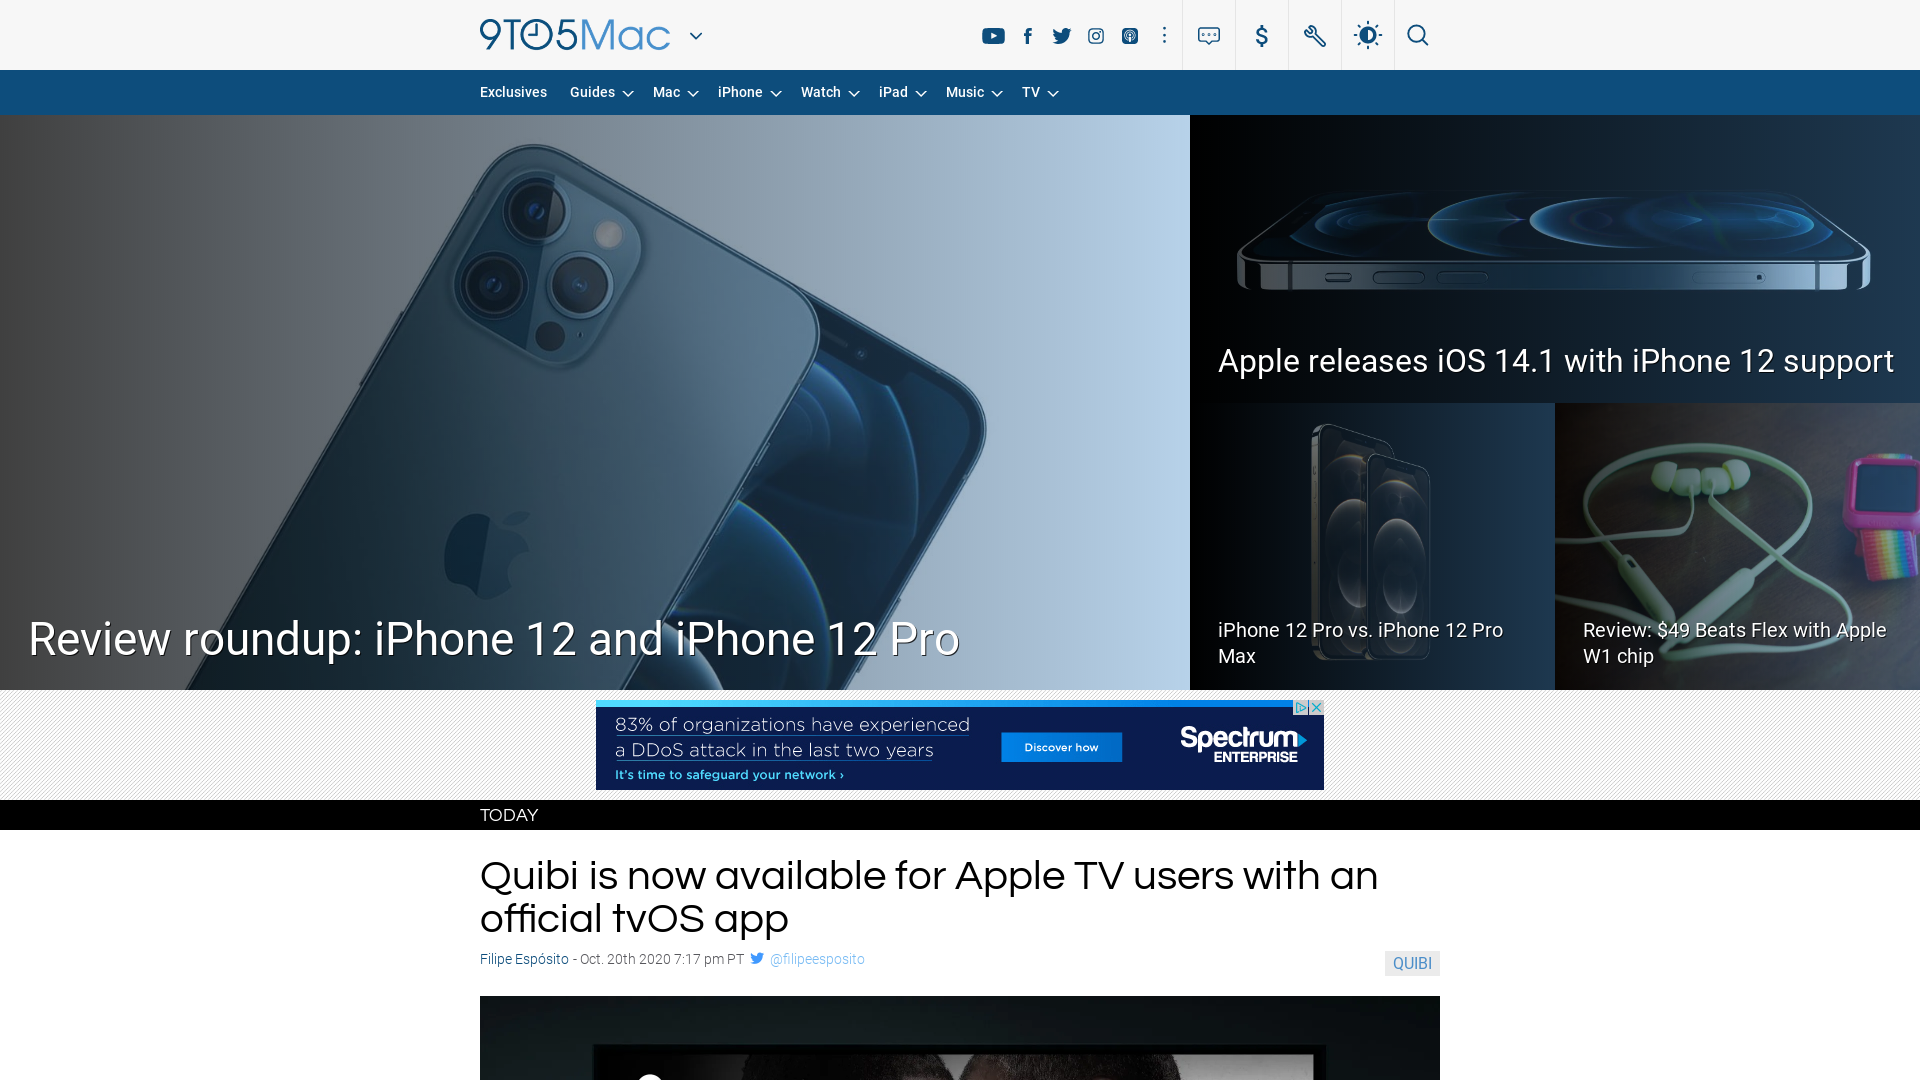 9TO5Mac
Exclusives Guides Mac iPhone Watch iPad Music TV
Review roundup: iPhone 12 and iPhone 12 Pro
Apple releases iOS 14.1 with iPhone 12 support
iPhone 12 Pro vs. iPhone 12 Pro
Max
Review: $49 Beats Flex with Apple
W1 chip
83% of organizations have experienced
a DDoS attack in the last two years
It's time to safeguard your network ›
Discover how
Spectrum
ENTERPRISE
TODAY
Quibi is now available for Apple TV users with an
official tvOS app
Filipe Espósito - Oct. 20th 2020 7:17 pm PT @filipeesposito
QUIBI